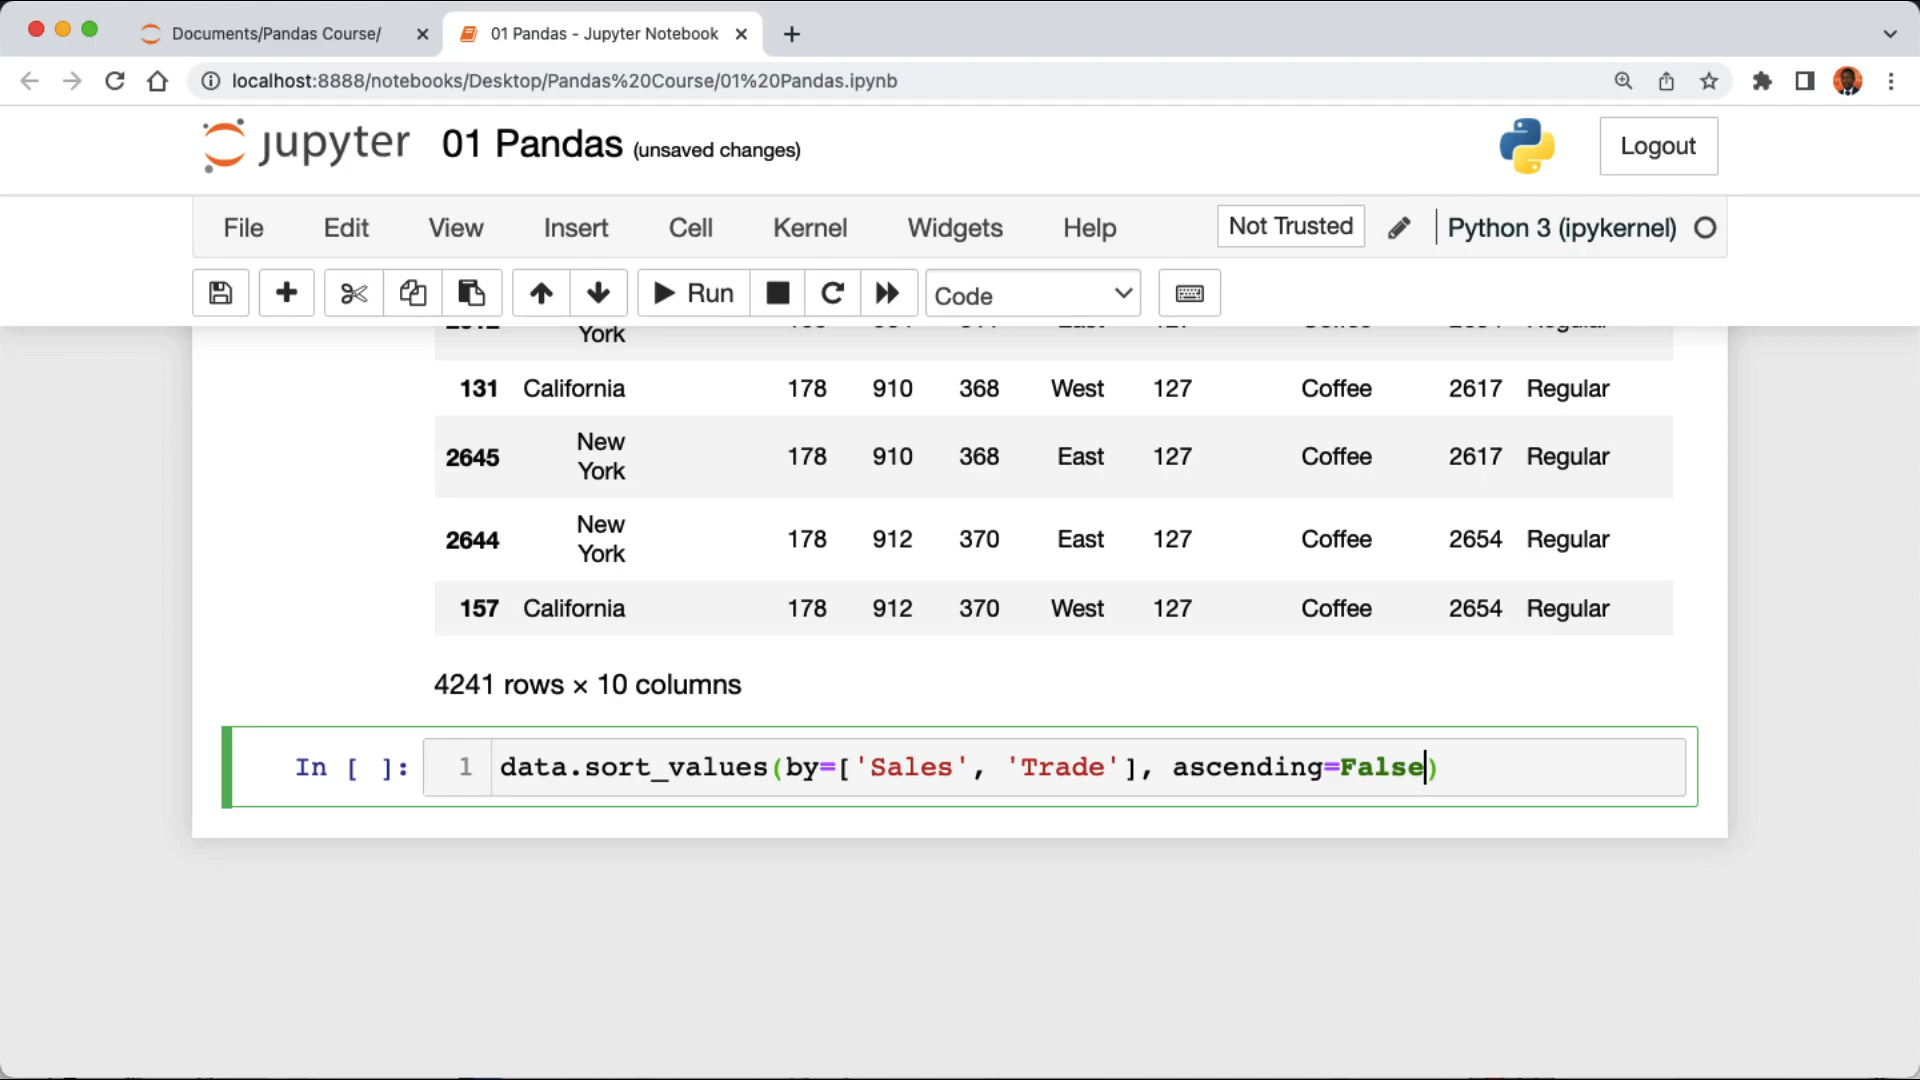 Documents/Pandas Course/
01 Pandas - Jupyter Notebook
localhost:8888/notebooks/Desktop/Pandas%20Course/01%20Pandas.ipynb
jupyter 01 Pandas (unsaved changes)
Logout
File Edit View Insert Cell Kernel Widgets Help Not Trusted Python 3 (ipykernel)
Run Code
York
131 California 178 910 368 West 127 Coffee 2617 Regular
New
2645 York 178 910 368 East 127 Coffee 2617 Regular
New
2644 York 178 912 370 East 127 Coffee 2654 Regular
157 California 178 912 370 West 127 Coffee 2654 Regular
4241 rows × 10 columns
In [ ]: 1 data.sort_values(by=['Sales', 'Trade'], ascending=False)